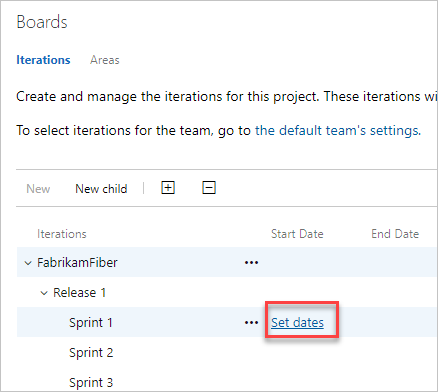 Boards
Iterations Areas
Create and manage the iterations for this project. These iterations wi
To select iterations for the team, go to the default team's settings.
New New child
Iterations Start Date End Date
FabrikamFiber
Release 1
Sprint 1 Set dates
Sprint 2
Sprint 3